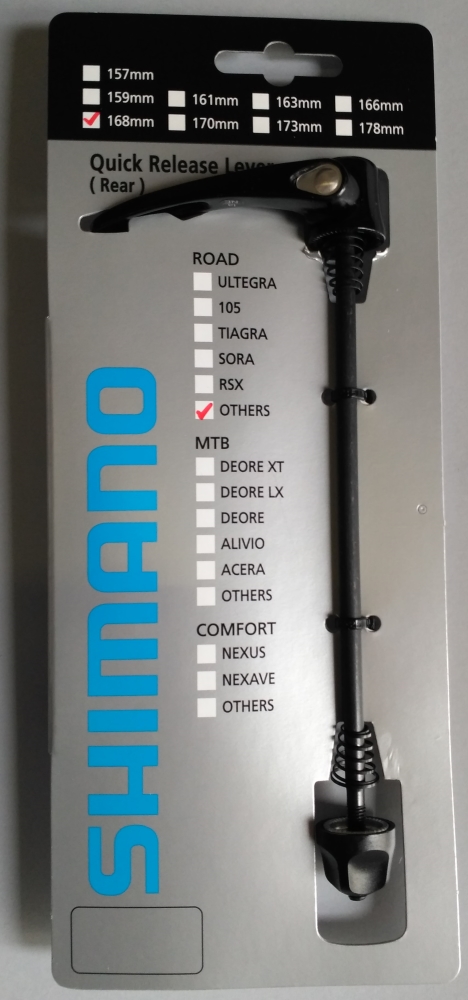 157mm
159mm 161mm 163mm 166mm
168mm 170mm 173mm 178mm
Quick Release Lever
( Rear )
ROAD
ULTEGRA
105
TIAGRA
SORA
RSX
OTHERS
MTB
DEORE XT
DEORE LX
DEORE
ALIVIO
ACERA
OTHERS
COMFORT
NEXUS
NEXAVE
OTHERS
SHIMANO